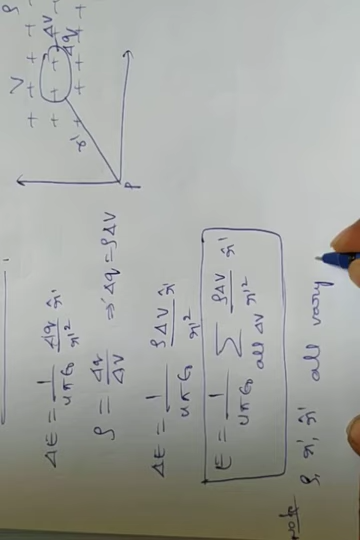 ρ
V
+ + + + +
+ + + + + ΔV
Δq
+ + + + +
r'
P
ΔE = 1/4πε₀ Δq/r'² r̂'
ρ = Δq/ΔV ⇒ Δq = ρΔV
ΔE = 1/4πε₀ ρΔV/r'² r̂'
E = 1/4πε₀ Σ all ΔV ρΔV/r'² r̂'
ρ, r', r̂' all vary